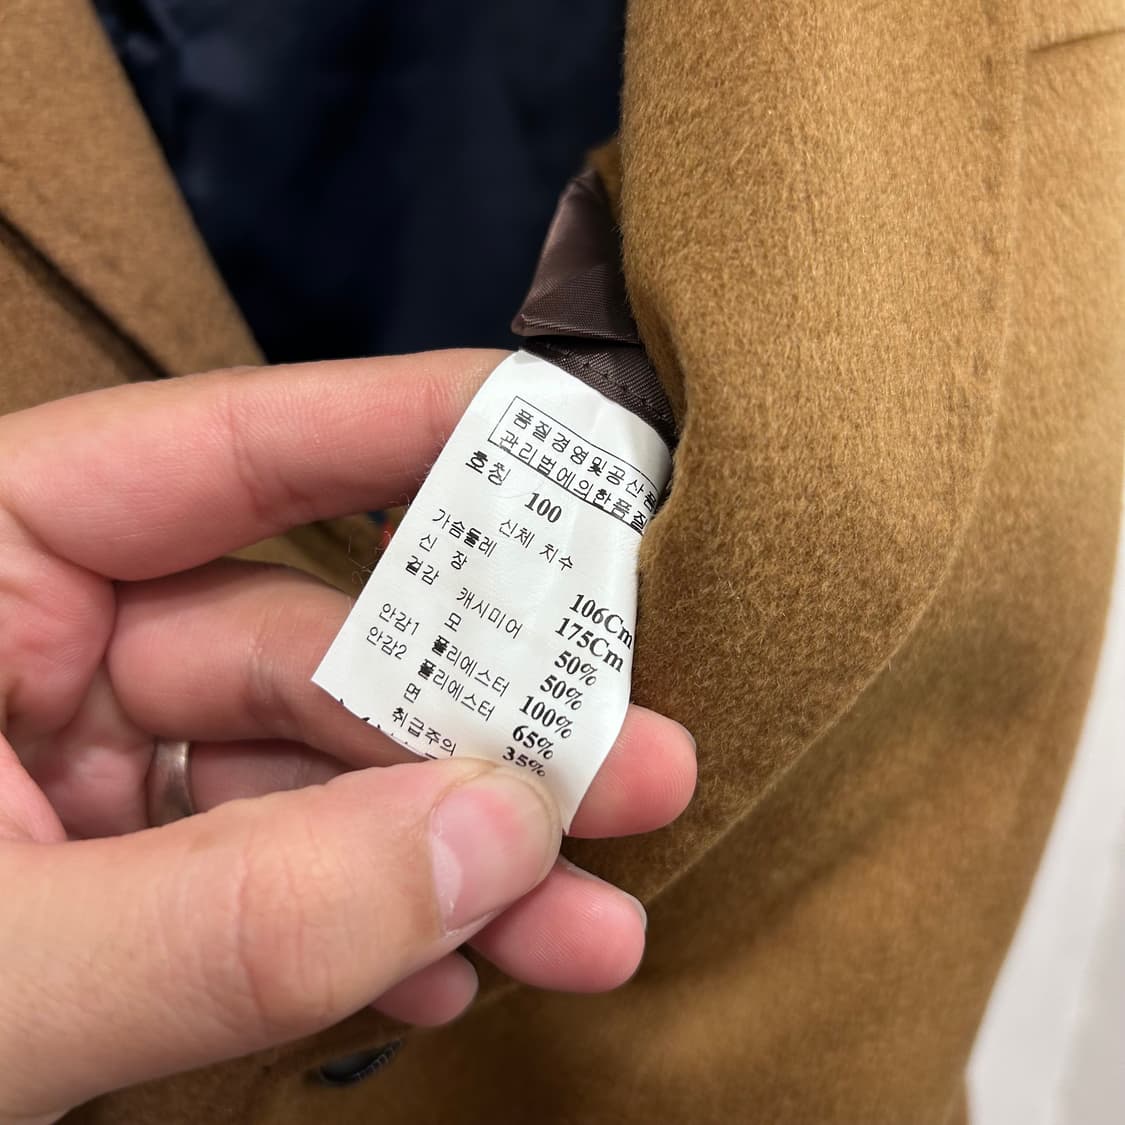 품질경영및공산품
관리법에의한품질
호칭 100
신체 치수
가슴둘레 106Cm
신 장 175Cm
겉감 캐시미어 50%
모 50%
안감1 폴리에스터 100%
안감2 폴리에스터 65%
면 35%
취급주의